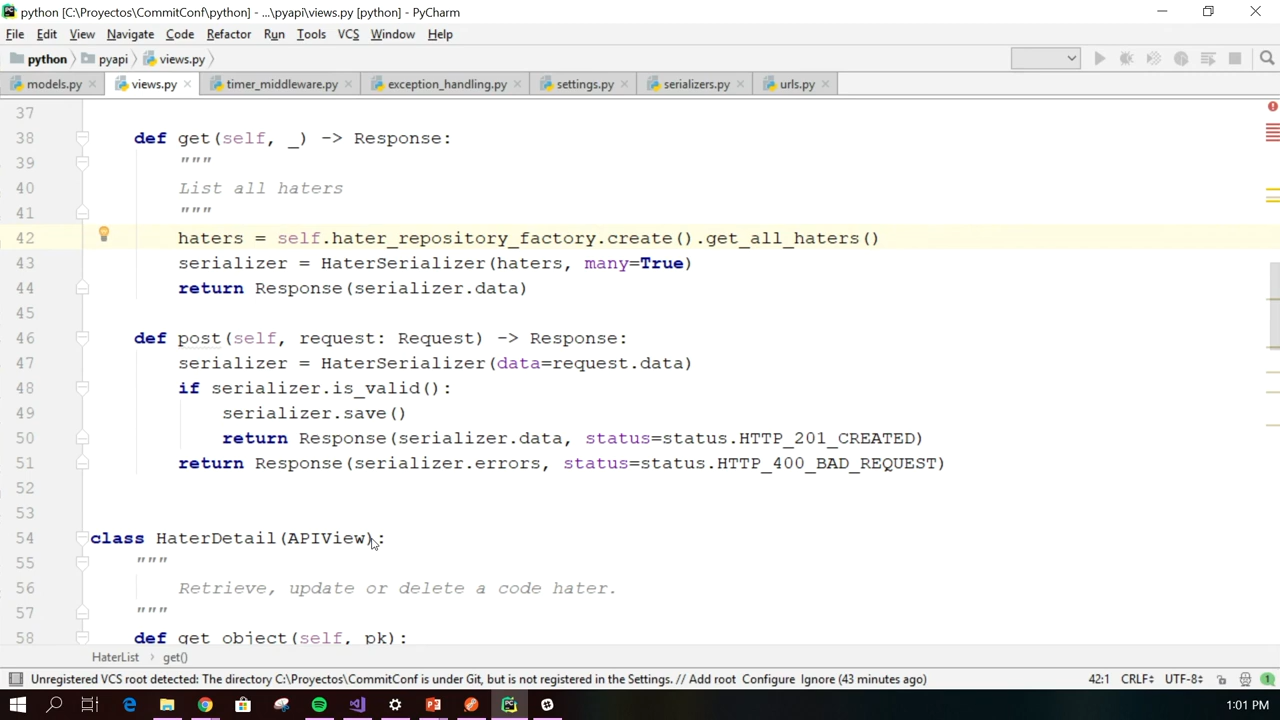 python [C:\Proyectos\CommitConf\python] - ...\pyapi\views.py [python] - PyCharm
File Edit View Navigate Code Refactor Run Tools VCS Window Help
python pyapi views.py
models.py views.py timer_middleware.py exception_handling.py settings.py serializers.py urls.py
37
38 def get(self, _) -> Response:
39 """
40 List all haters
41 """
42 haters = self.hater_repository_factory.create().get_all_haters()
43 serializer = HaterSerializer(haters, many=True)
44 return Response(serializer.data)
45
46 def post(self, request: Request) -> Response:
47 serializer = HaterSerializer(data=request.data)
48 if serializer.is_valid():
49 serializer.save()
50 return Response(serializer.data, status=status.HTTP_201_CREATED)
51 return Response(serializer.errors, status=status.HTTP_400_BAD_REQUEST)
52
53
54 class HaterDetail(APIView):
55 """
56 Retrieve, update or delete a code hater.
57 """
58 def get_object(self, pk):
HaterList › get()
Unregistered VCS root detected: The directory C:\Proyectos\CommitConf is under Git, but is not registered in the Settings. // Add root Configure Ignore (43 minutes ago) 42:1 CRLF÷ UTF-8÷ 1
1:01 PM